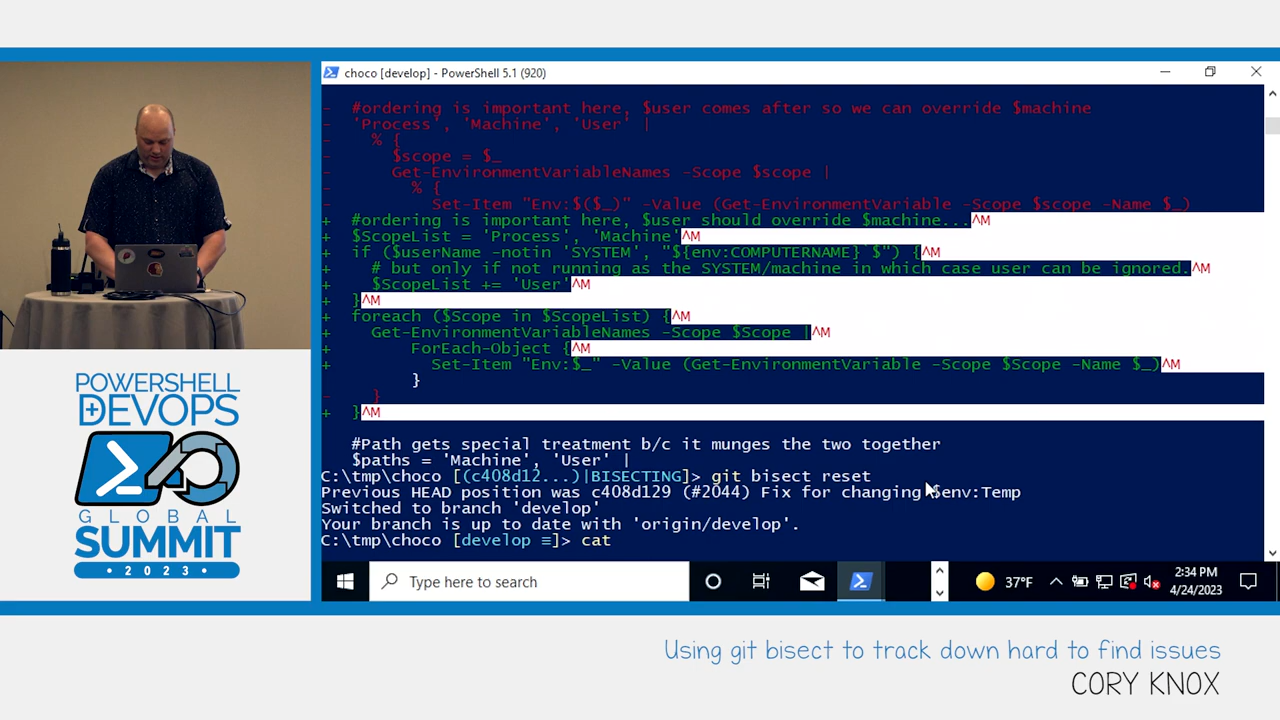 choco [develop] - PowerShell 5.1 (920)
-  #ordering is important here, $user comes after so we can override $machine
-  'Process', 'Machine', 'User' |
-    % {
-      $scope = $_
-      Get-EnvironmentVariableNames -Scope $scope |
-        % {
-          Set-Item "Env:$($_)" -Value (Get-EnvironmentVariable -Scope $scope -Name $_)
+  #ordering is important here, $user should override $machine...^M
+  $ScopeList = 'Process', 'Machine'^M
+  if ($userName -notin 'SYSTEM', "${env:COMPUTERNAME}`$") {^M
+    # but only if not running as the SYSTEM/machine in which case user can be ignored.^M
+    $ScopeList += 'User'^M
+  }^M
+  foreach ($Scope in $ScopeList) {^M
+    Get-EnvironmentVariableNames -Scope $Scope |^M
+        ForEach-Object {^M
+          Set-Item "Env:$_" -Value (Get-EnvironmentVariable -Scope $Scope -Name $_)^M
         }
-    }
+  }^M
   #Path gets special treatment b/c it munges the two together
   $paths = 'Machine', 'User' |
C:\tmp\choco [(c408d12...)|BISECTING]> git bisect reset
Previous HEAD position was c408d129 (#2044) Fix for changing $env:Temp
Switched to branch 'develop'
Your branch is up to date with 'origin/develop'.
C:\tmp\choco [develop ≡]> cat
Type here to search
37°F
2:34 PM
4/24/2023
POWERSHELL
+DEVOPS
GLOBAL
SUMMIT
•2023•
Using git bisect to track down hard to find issues
CORY KNOX